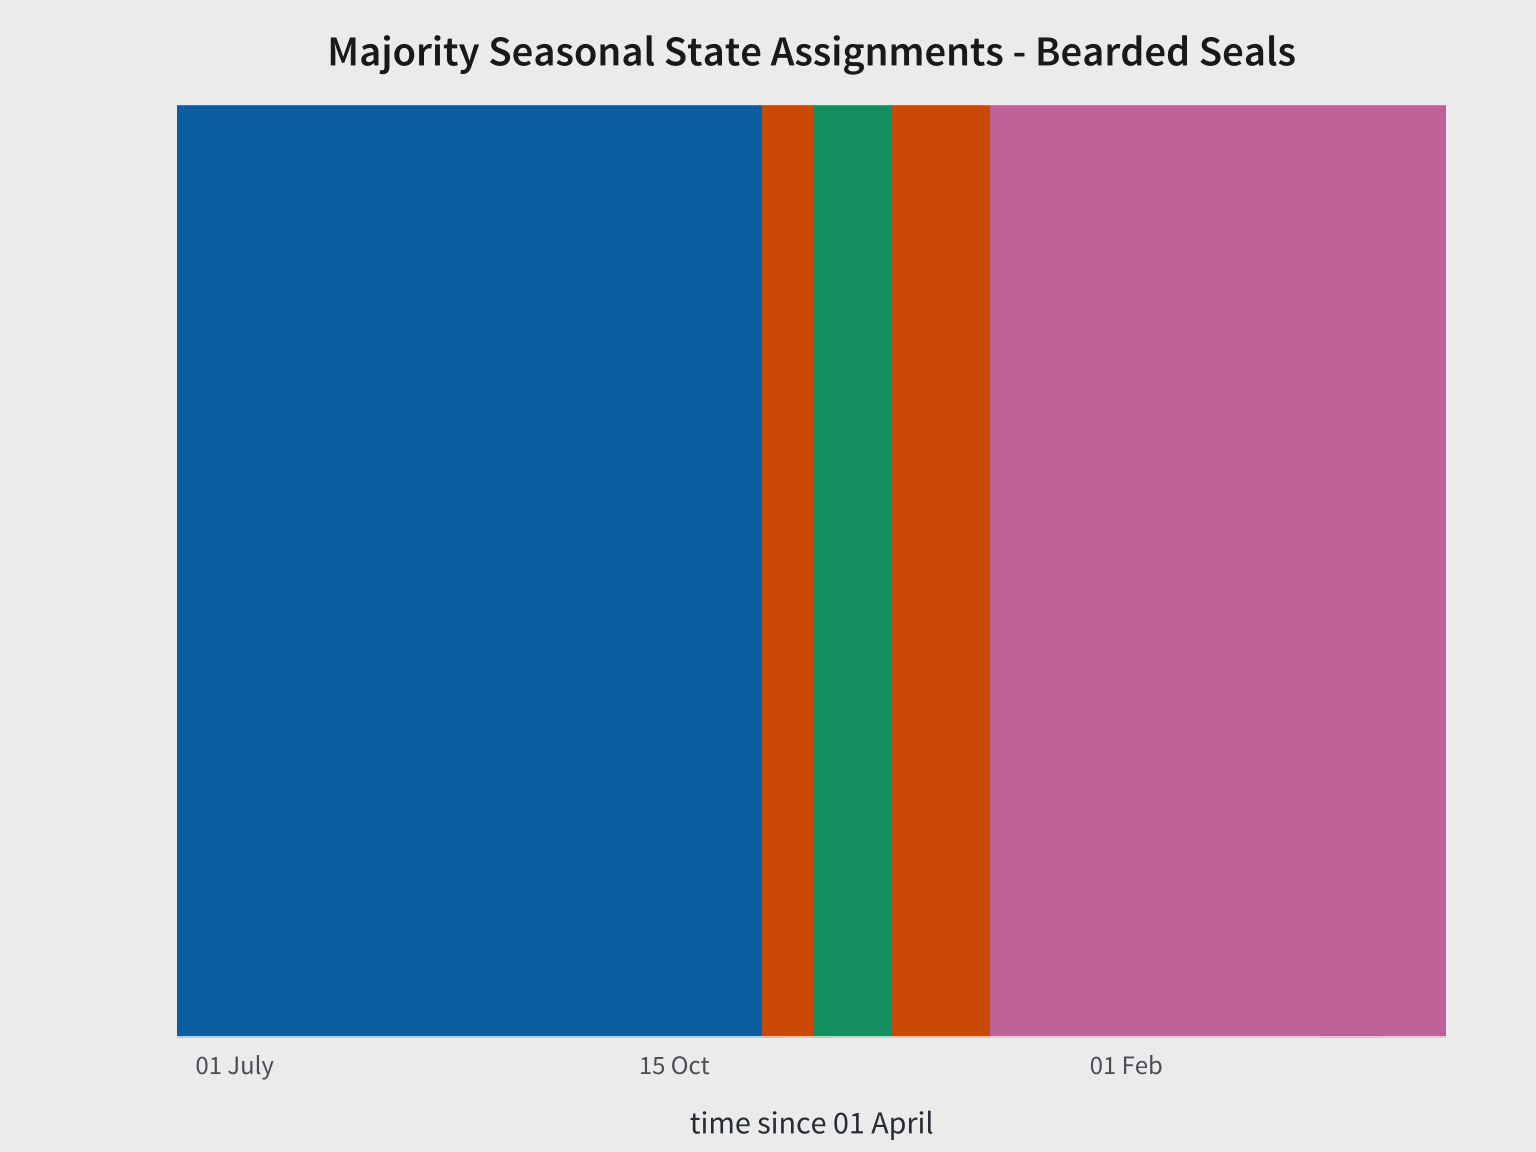 Majority Seasonal State Assignments - Bearded Seals
01 July
15 Oct
01 Feb
time since 01 April